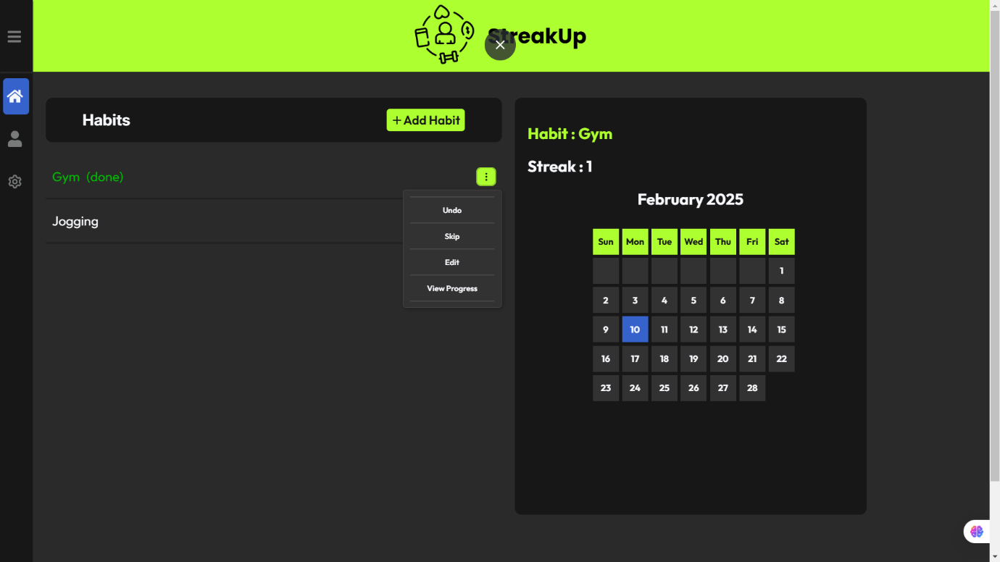 StreakUp
Habits
+ Add Habit
Gym (done)
Undo
Jogging
Skip
Edit
View Progress
Habit : Gym
Streak : 1
February 2025
Sun Mon Tue Wed Thu Fri Sat
1
2 3 4 5 6 7 8
9 10 11 12 13 14 15
16 17 18 19 20 21 22
23 24 25 26 27 28